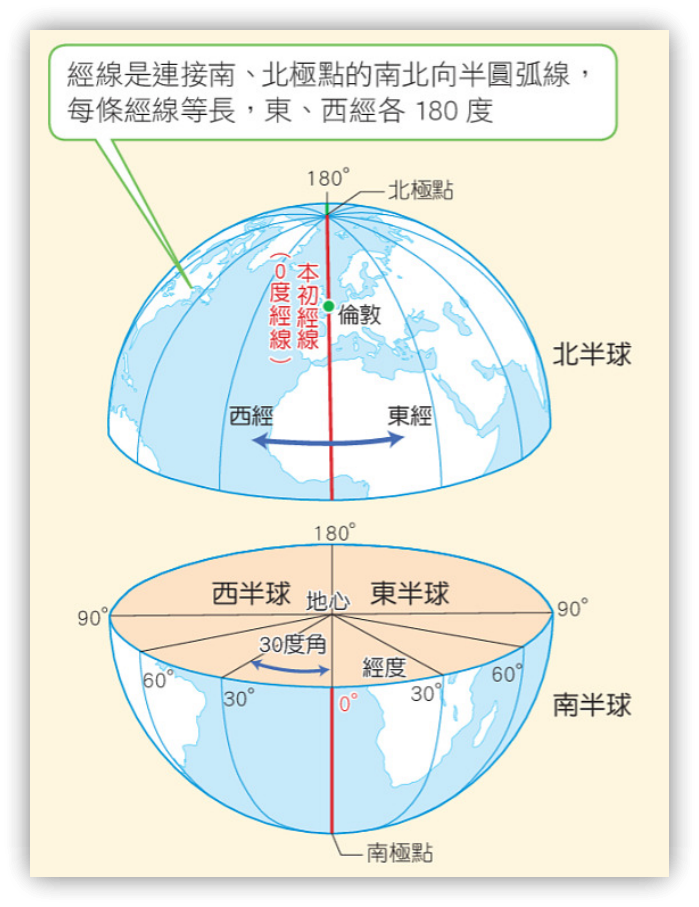 經線是連接南、北極點的南北向半圓弧線，
每條經線等長，東、西經各 180 度
180°
北極點
本初經線
（0度經線）
倫敦
北半球
西經
東經
180°
西半球
地心
東半球
90°
90°
30度角
經度
60°
30°
0°
30°
60°
南半球
南極點